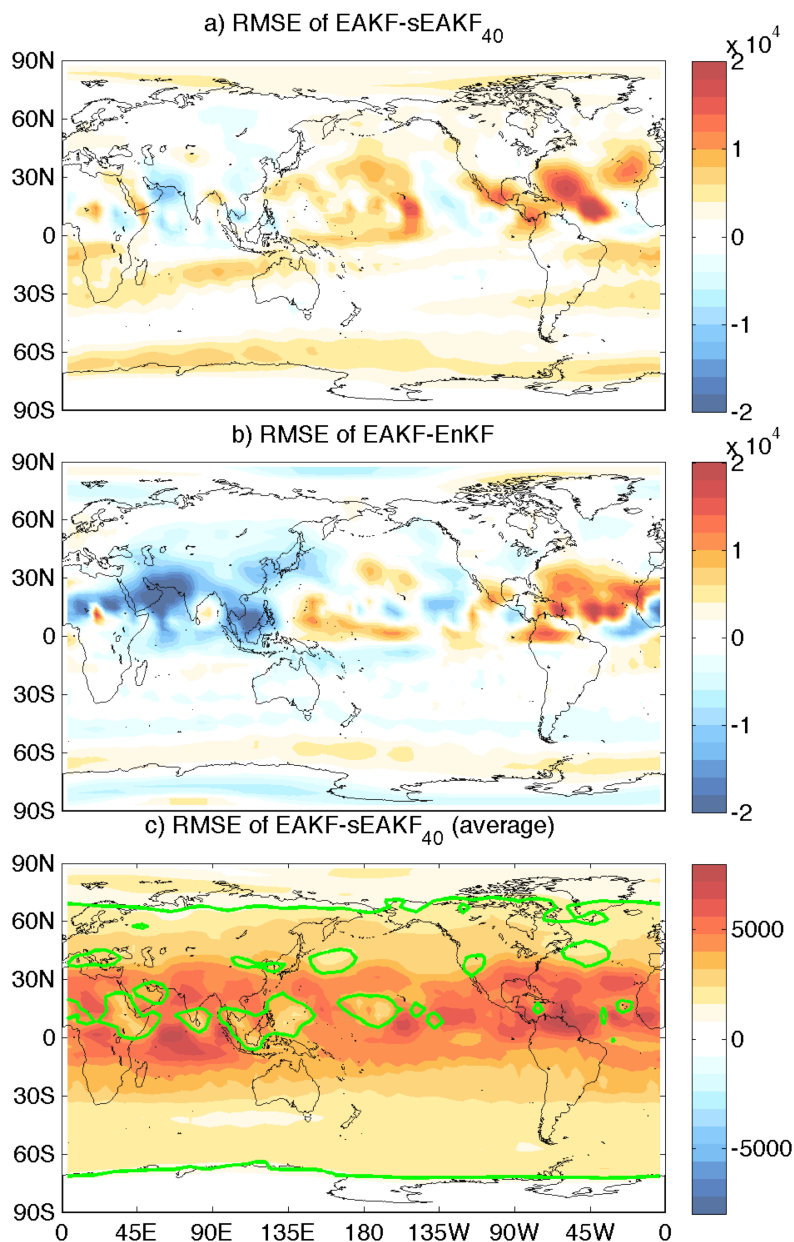 a) RMSE of EAKF-sEAKF40
x 10^4
90N
60N
30N
0
30S
60S
90S
2
1
0
-1
-2
b) RMSE of EAKF-EnKF
x 10^4
90N
60N
30N
0
30S
60S
90S
2
1
0
-1
-2
c) RMSE of EAKF-sEAKF40 (average)
90N
60N
30N
0
30S
60S
90S
0 45E 90E 135E 180 135W 90W 45W 0
5000
0
-5000